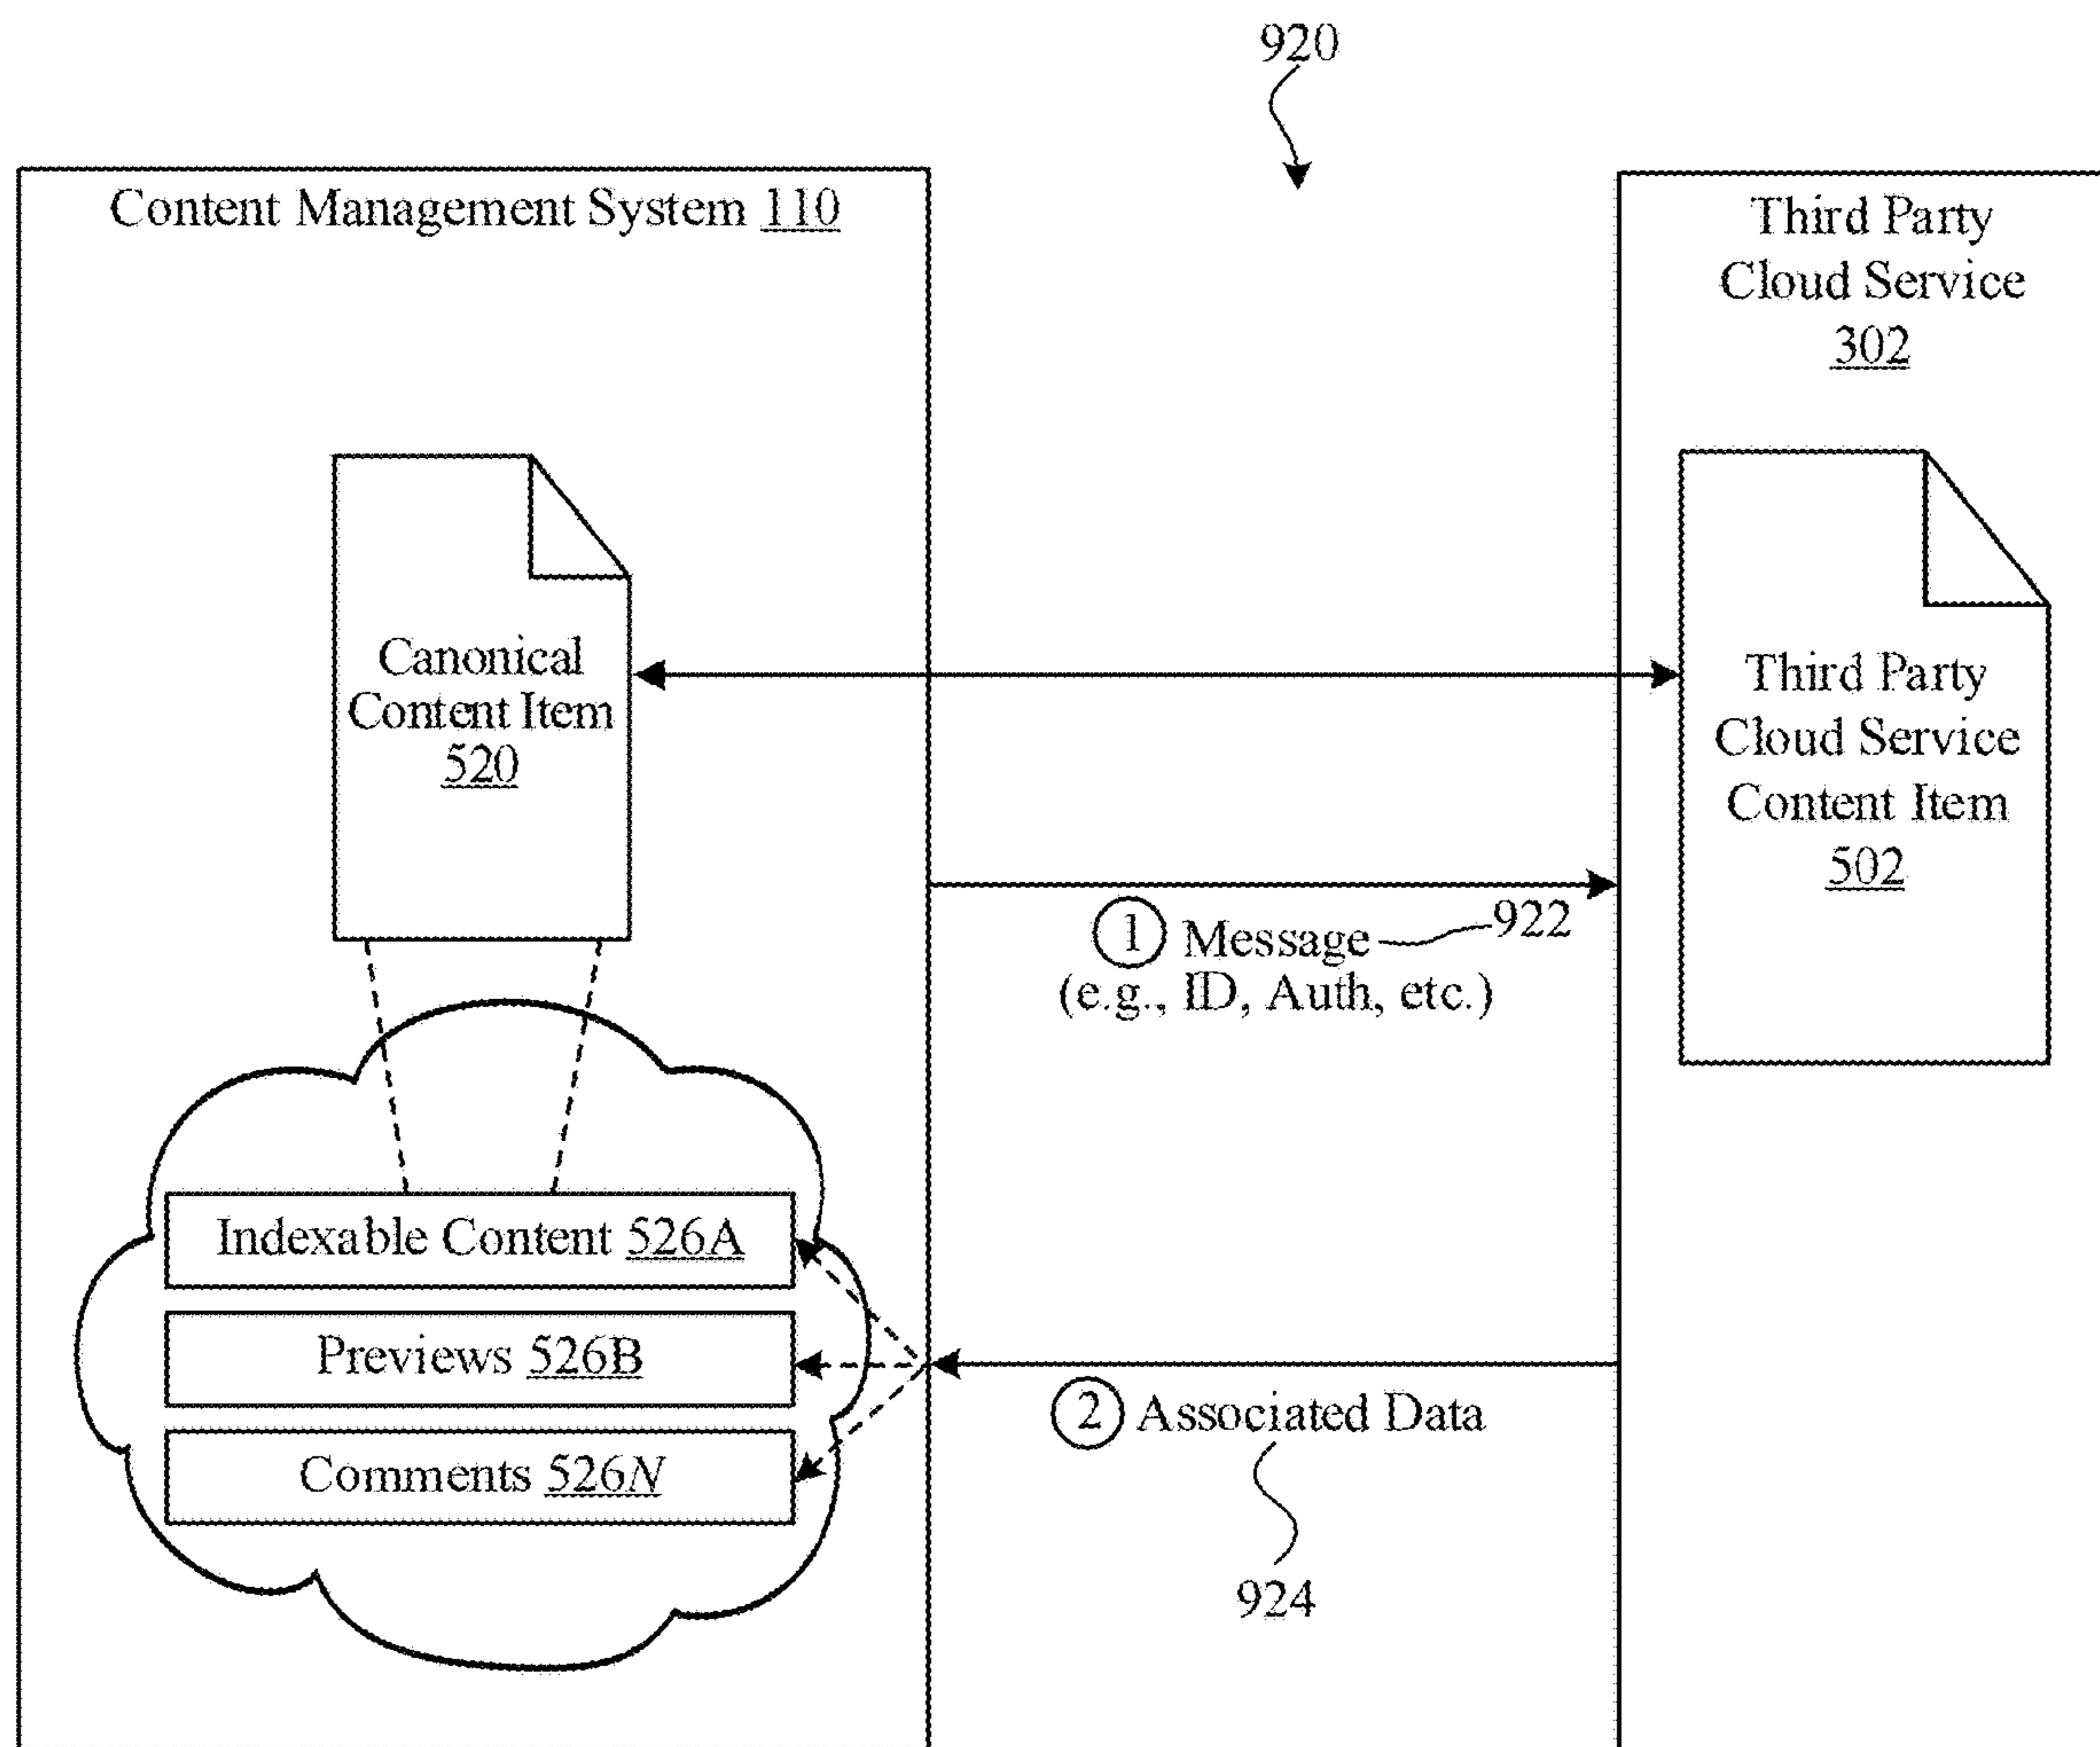 920
Content Management System 110
Third Party
Cloud Service
302
Canonical
Content Item
520
Third Party
Cloud Service
Content Item
502
1 Message 922
(e.g., ID, Auth, etc.)
Indexable Content 526A
Previews 526B
Comments 526N
2 Associated Data
924